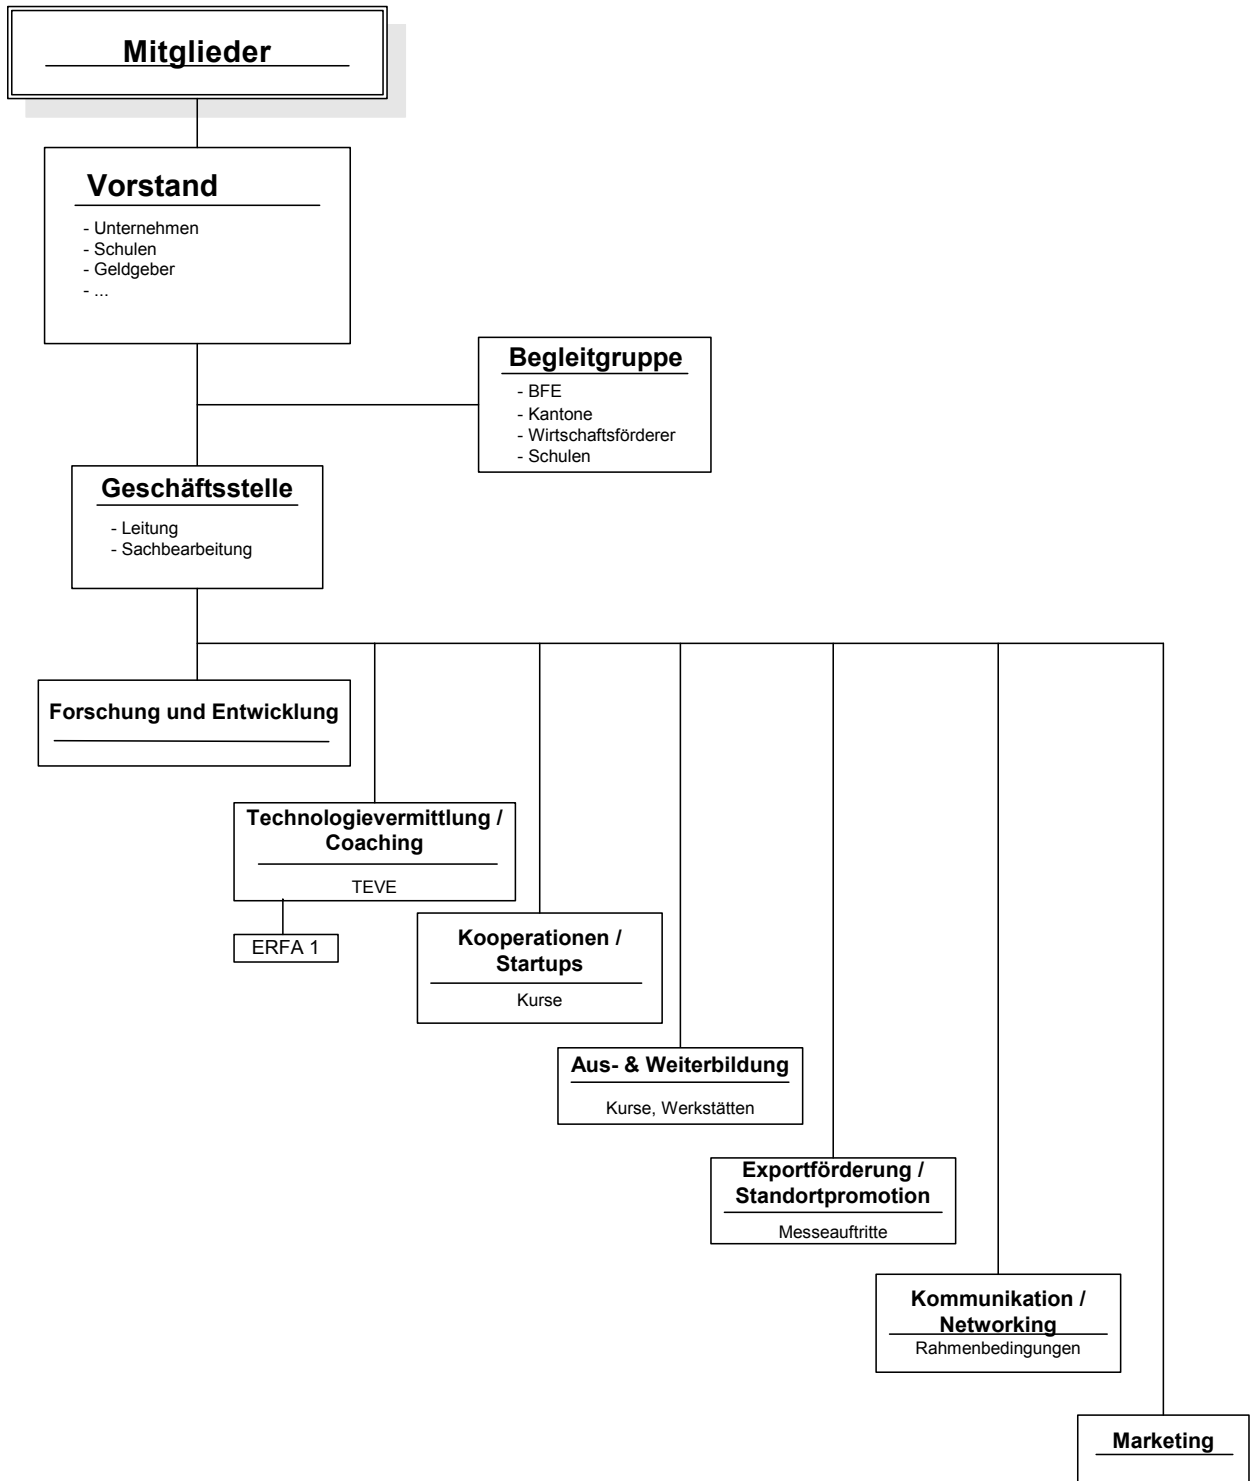 Mitglieder
Vorstand
- Unternehmen
- Schulen
- Geldgeber
- ...
Begleitgruppe
- BFE
- Kantone
- Wirtschaftsförderer
- Schulen
Geschäftsstelle
- Leitung
- Sachbearbeitung
Forschung und Entwicklung
Technologievermittlung /
Coaching
TEVE
ERFA 1
Kooperationen /
Startups
Kurse
Aus- & Weiterbildung
Kurse, Werkstätten
Exportförderung /
Standortpromotion
Messeauftritte
Kommunikation /
Networking
Rahmenbedingungen
Marketing